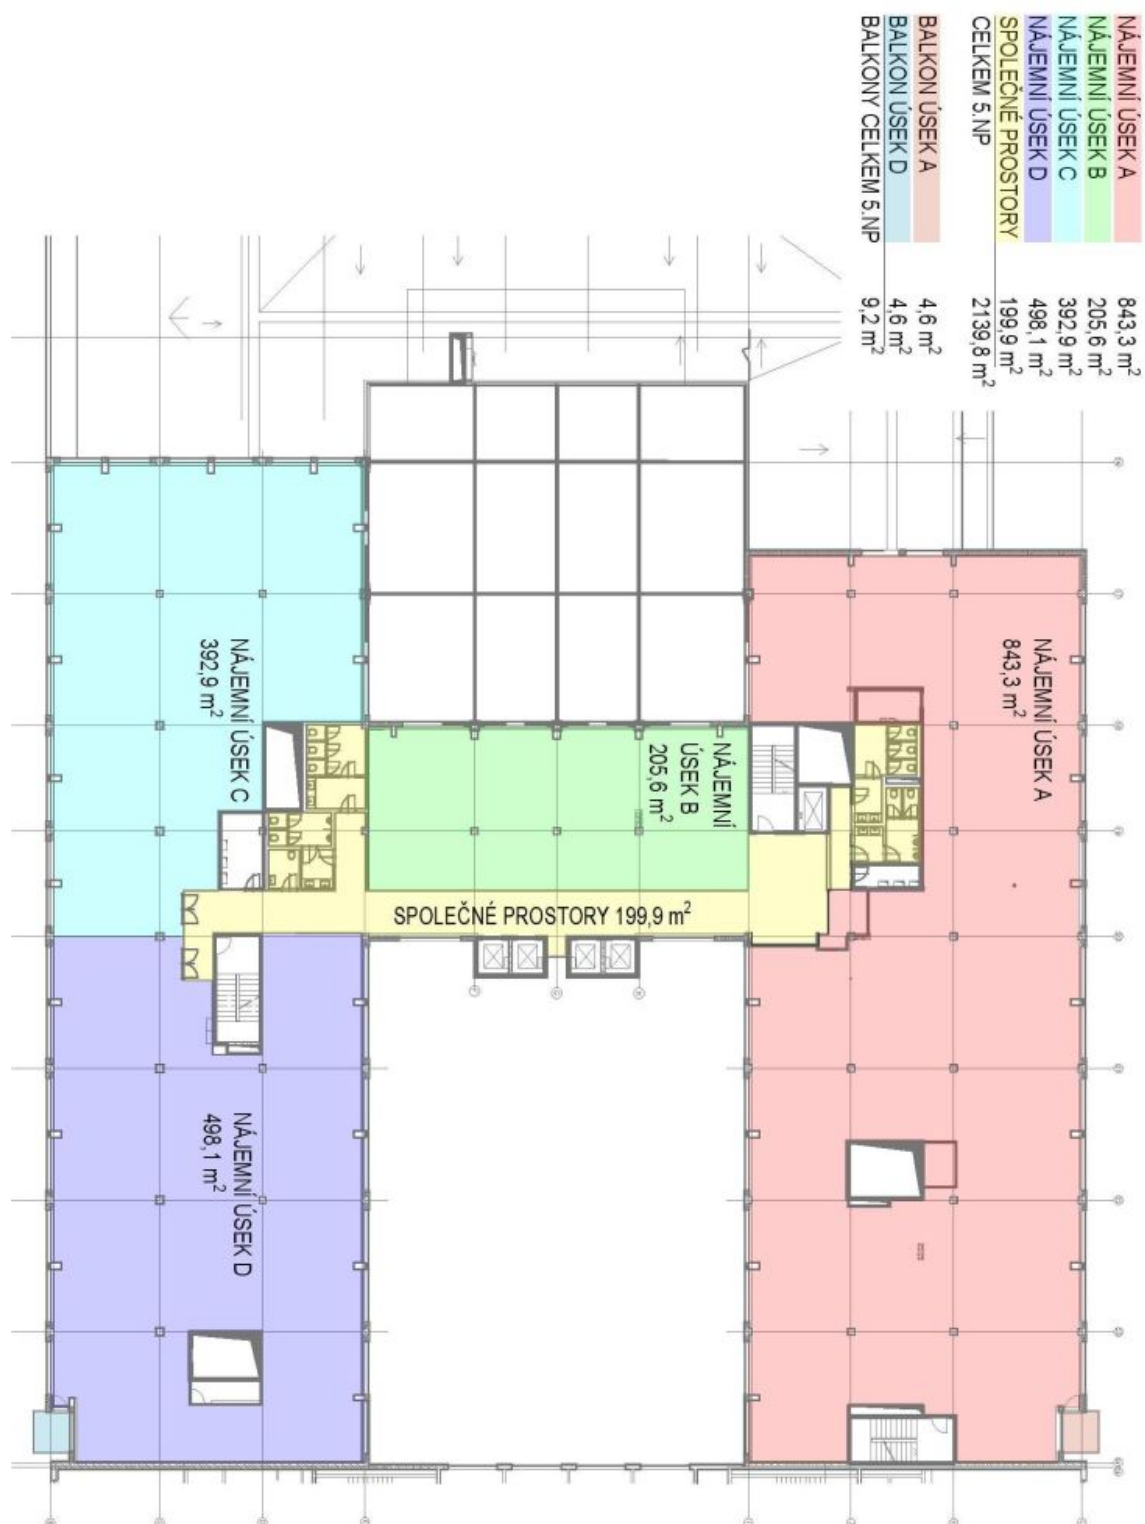 NÁJEMNÍ ÚSEK A 843,3 m²
NÁJEMNÍ ÚSEK B 205,6 m²
NÁJEMNÍ ÚSEK C 392,9 m²
NÁJEMNÍ ÚSEK D 498,1 m²
SPOLEČNÉ PROSTORY 199,9 m²
CELKEM 5.NP 2139,8 m²
BALKON ÚSEK A 4,6 m²
BALKON ÚSEK D 4,6 m²
BALKONY CELKEM 5.NP 9,2 m²
NÁJEMNÍ ÚSEK A
843,3 m²
NÁJEMNÍ
ÚSEK B
205,6 m²
NÁJEMNÍ ÚSEK C
392,9 m²
SPOLEČNÉ PROSTORY 199,9 m²
NÁJEMNÍ ÚSEK D
498,1 m²